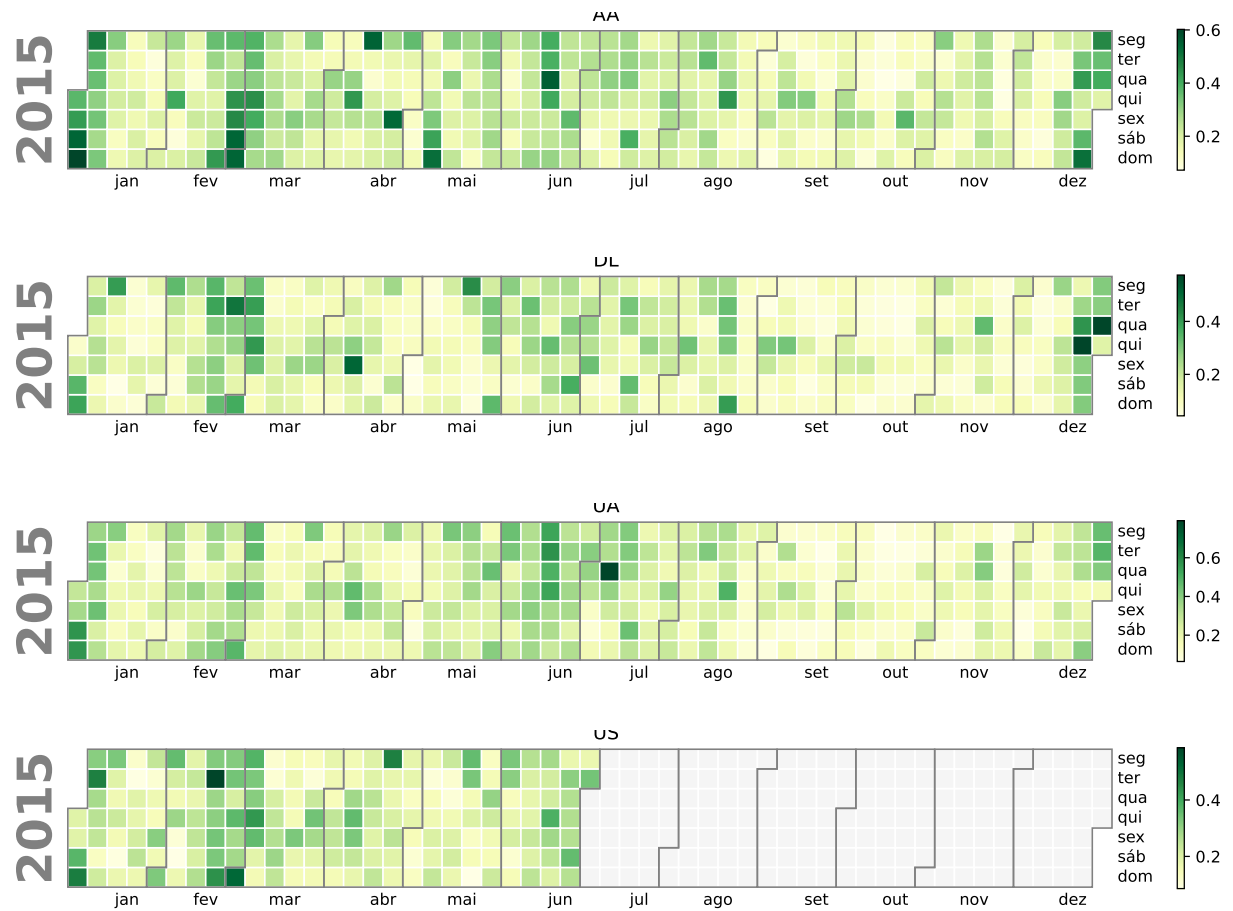 AA
2015
seg
ter
qua
qui
sex
sáb
dom
jan fev mar abr mai jun jul ago set out nov dez
0.6
0.4
0.2
DL
2015
seg
ter
qua
qui
sex
sáb
dom
jan fev mar abr mai jun jul ago set out nov dez
0.4
0.2
UA
2015
seg
ter
qua
qui
sex
sáb
dom
jan fev mar abr mai jun jul ago set out nov dez
0.6
0.4
0.2
US
2015
seg
ter
qua
qui
sex
sáb
dom
jan fev mar abr mai jun jul ago set out nov dez
0.4
0.2